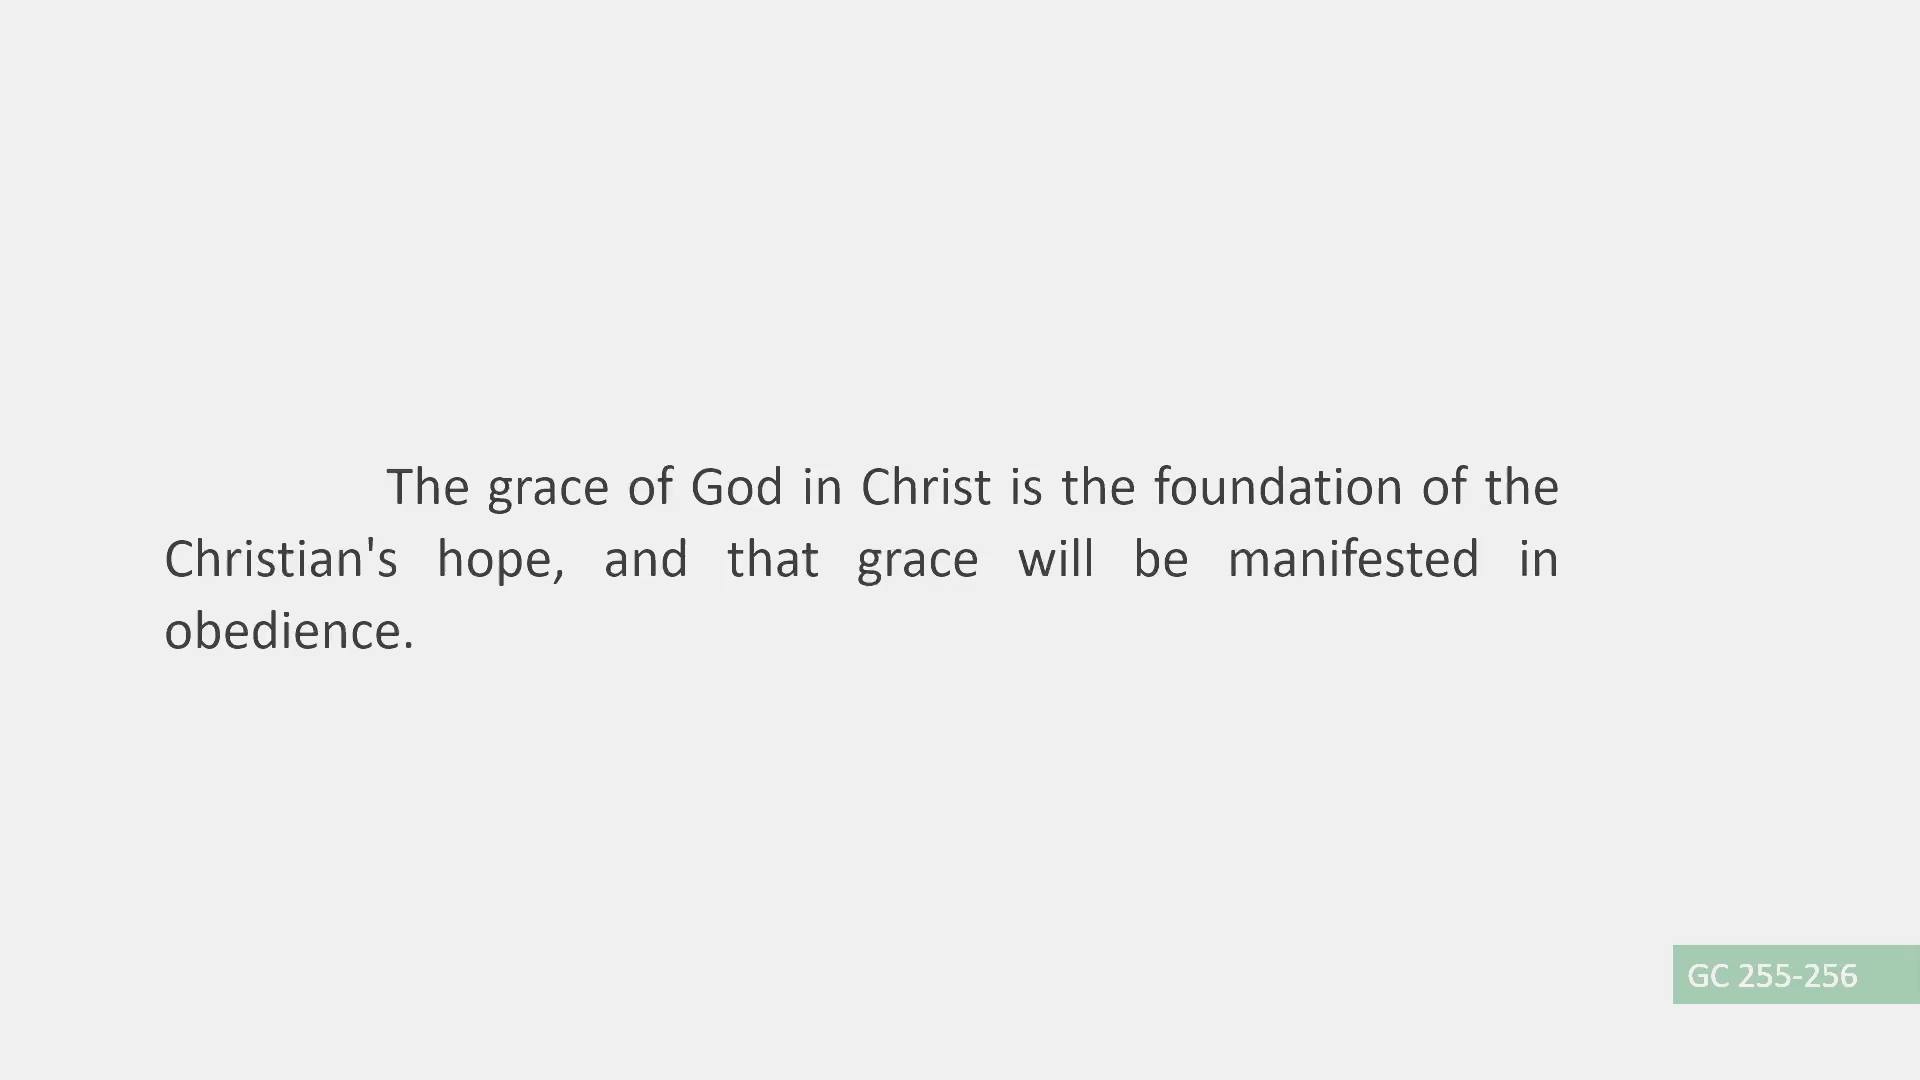 The grace of God in Christ is the foundation of the
Christian's hope, and that grace will be manifested in
obedience.
GC 255-256